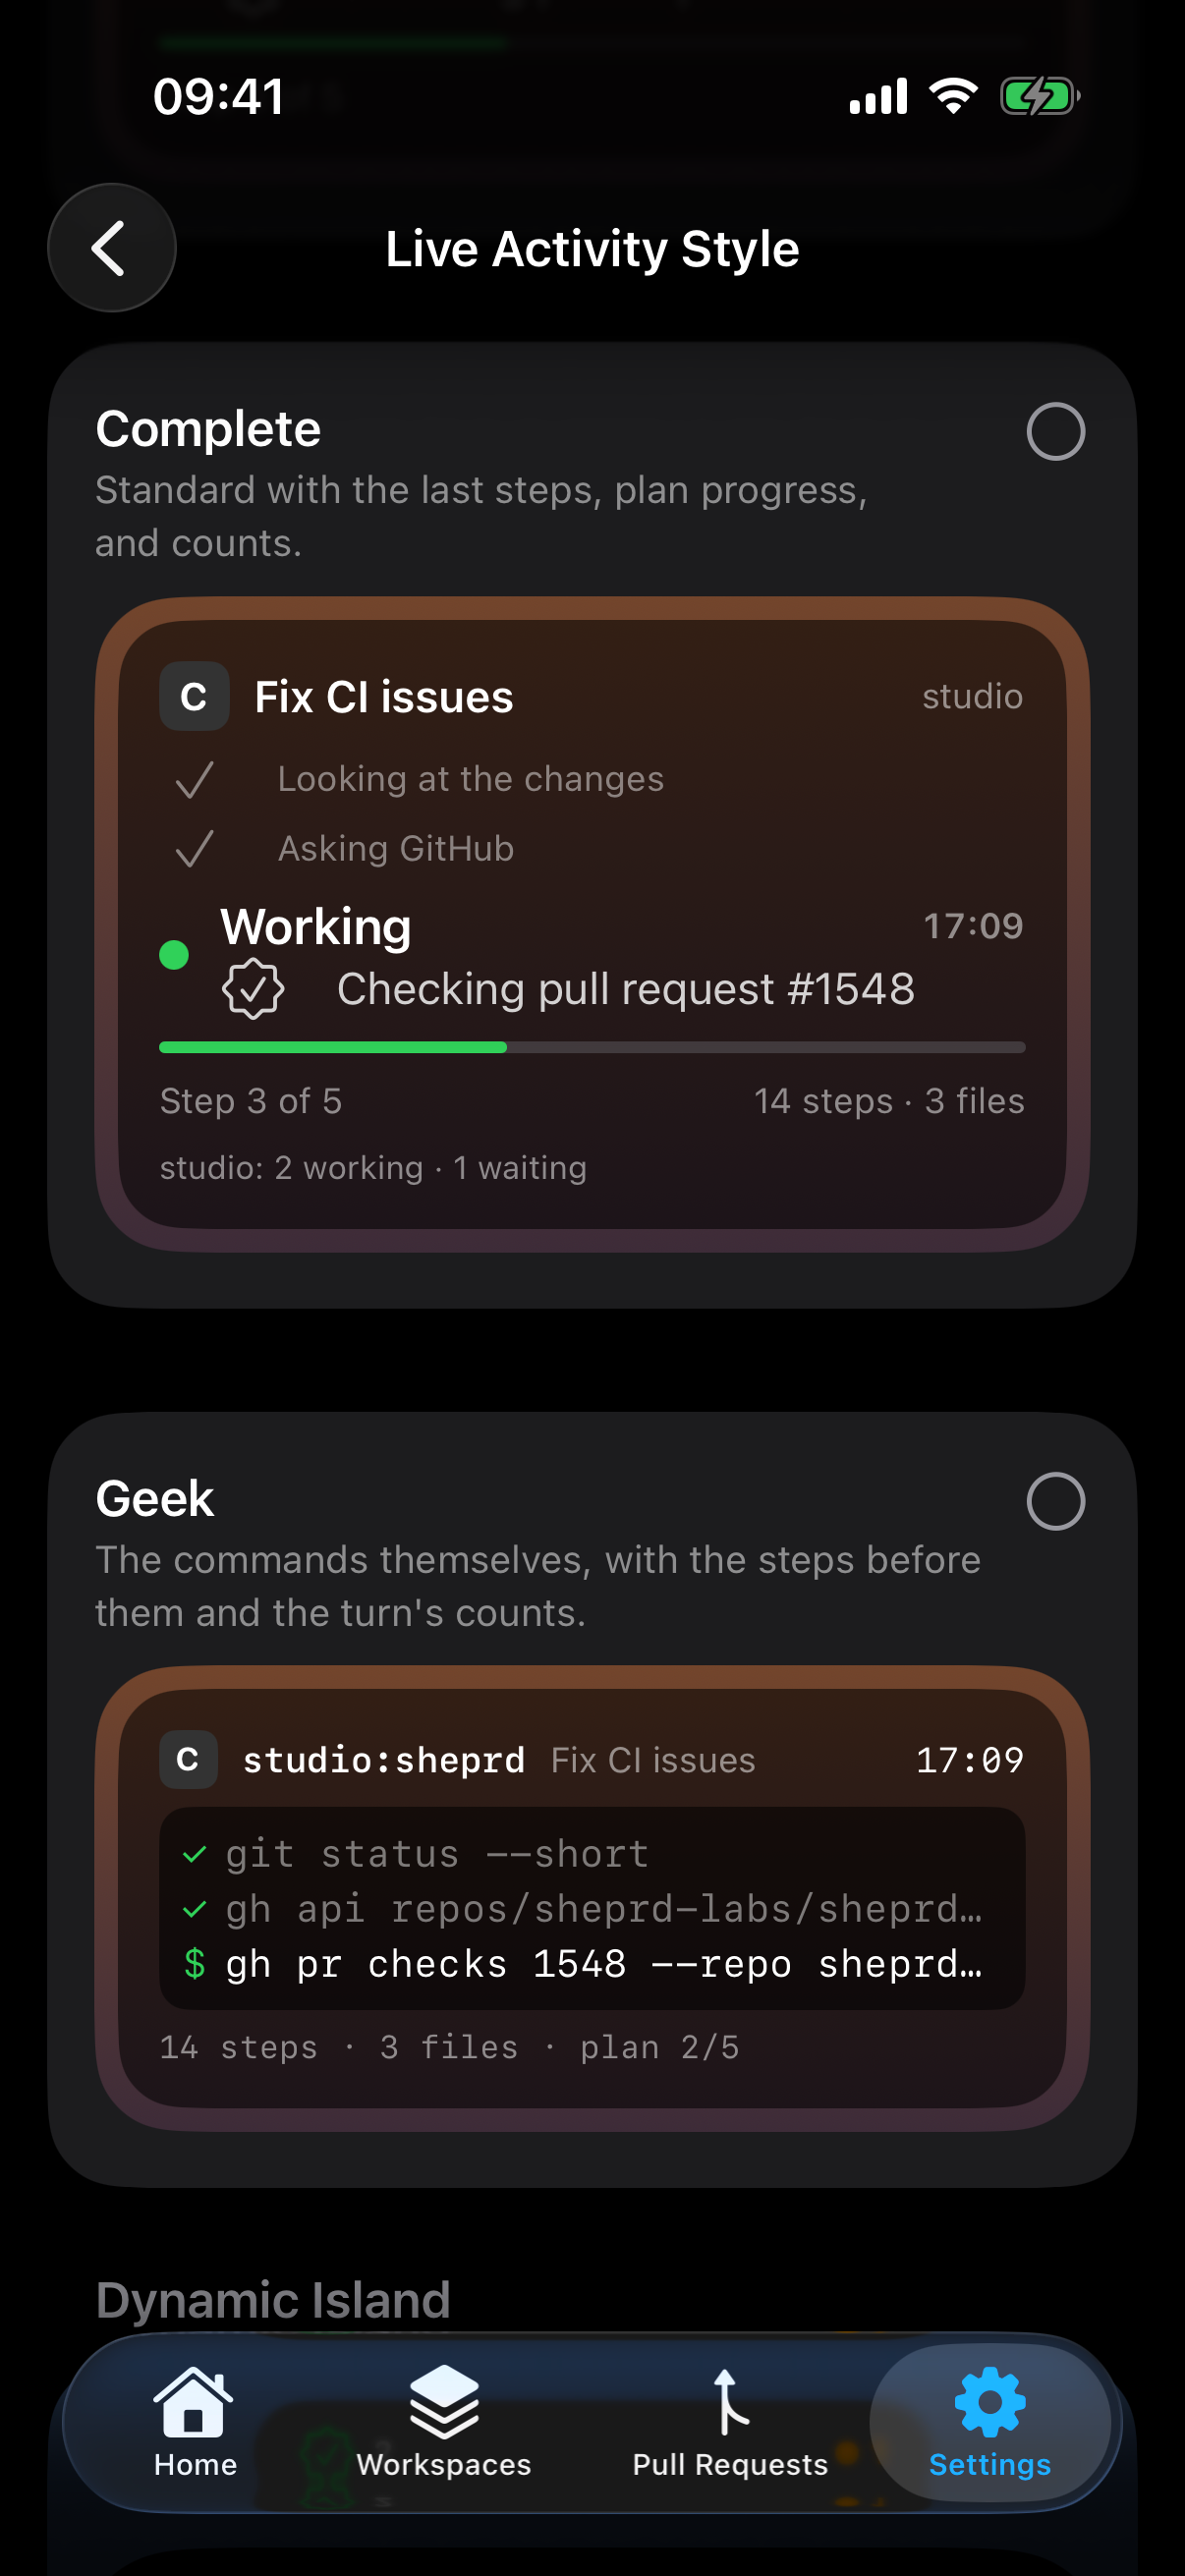 09:41
Live Activity Style
Complete
Standard with the last steps, plan progress,
and counts.
C Fix CI issues studio
Looking at the changes
Asking GitHub
Working 17:09
Checking pull request #1548
Step 3 of 5 14 steps · 3 files
studio: 2 working · 1 waiting
Geek
The commands themselves, with the steps before
them and the turn's counts.
C studio:sheprd Fix CI issues 17:09
git status --short
gh api repos/sheprd-labs/sheprd…
$ gh pr checks 1548 --repo sheprd…
14 steps · 3 files · plan 2/5
Dynamic Island
Home Workspaces Pull Requests Settings